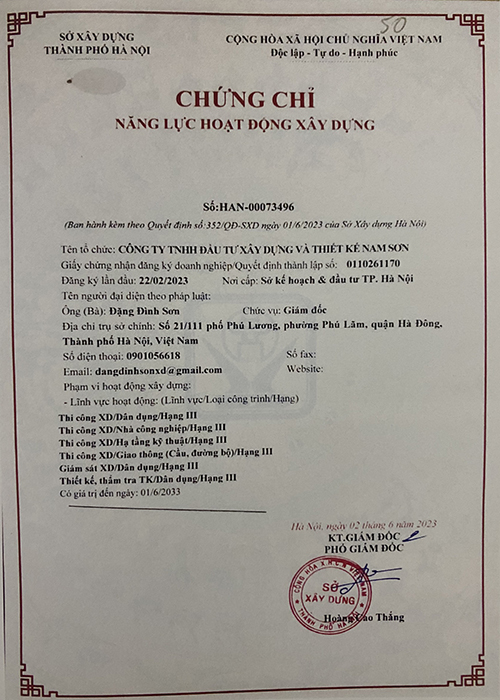 50
SỞ XÂY DỰNG
THÀNH PHỐ HÀ NỘI
CỘNG HÒA XÃ HỘI CHỦ NGHĨA VIỆT NAM
Độc lập - Tự do - Hạnh phúc
CHỨNG CHỈ
NĂNG LỰC HOẠT ĐỘNG XÂY DỰNG
Số:HAN-00073496
(Ban hành kèm theo Quyết định số:352/QĐ-SXD ngày 01/6/2023 của Sở Xây dựng Hà Nội)
Tên tổ chức: CÔNG TY TNHH ĐẦU TƯ XÂY DỰNG VÀ THIẾT KẾ NAM SƠN
Giấy chứng nhận đăng ký doanh nghiệp/Quyết định thành lập số: 0110261170
Đăng ký lần đầu: 22/02/2023 Nơi cấp: Sở kế hoạch & đầu tư TP. Hà Nội
Tên người đại diện theo pháp luật:
Ông (Bà): Đặng Đình Sơn Chức vụ: Giám đốc
Địa chỉ trụ sở chính: Số 21/111 phố Phú Lương, phường Phú Lãm, quận Hà Đông,
Thành phố Hà Nội, Việt Nam
Số điện thoại: 0901056618 Số fax:
Email: dangdinhsonxd@gmail.com Website:
Phạm vi hoạt động xây dựng:
- Lĩnh vực hoạt động: (Lĩnh vực/Loại công trình/Hạng)
Thi công XD/Dân dụng/Hạng III
Thi công XD/Nhà công nghiệp/Hạng III
Thi công XD/Hạ tầng kỹ thuật/Hạng III
Thi công XD/Giao thông (Cầu, đường bộ)/Hạng III
Giám sát XD/Dân dụng/Hạng III
Thiết kế, thẩm tra TK/Dân dụng/Hạng III
Có giá trị đến ngày: 01/6/2033
Hà Nội, ngày 02 tháng 6 năm 2023
KT.GIÁM ĐỐC
PHÓ GIÁM ĐỐC
CỘNG HÒA X.H.C.N VIỆT NAM
SỞ
XÂY DỰNG
THÀNH PHỐ HÀ NỘI
Hoàng Cao Thắng